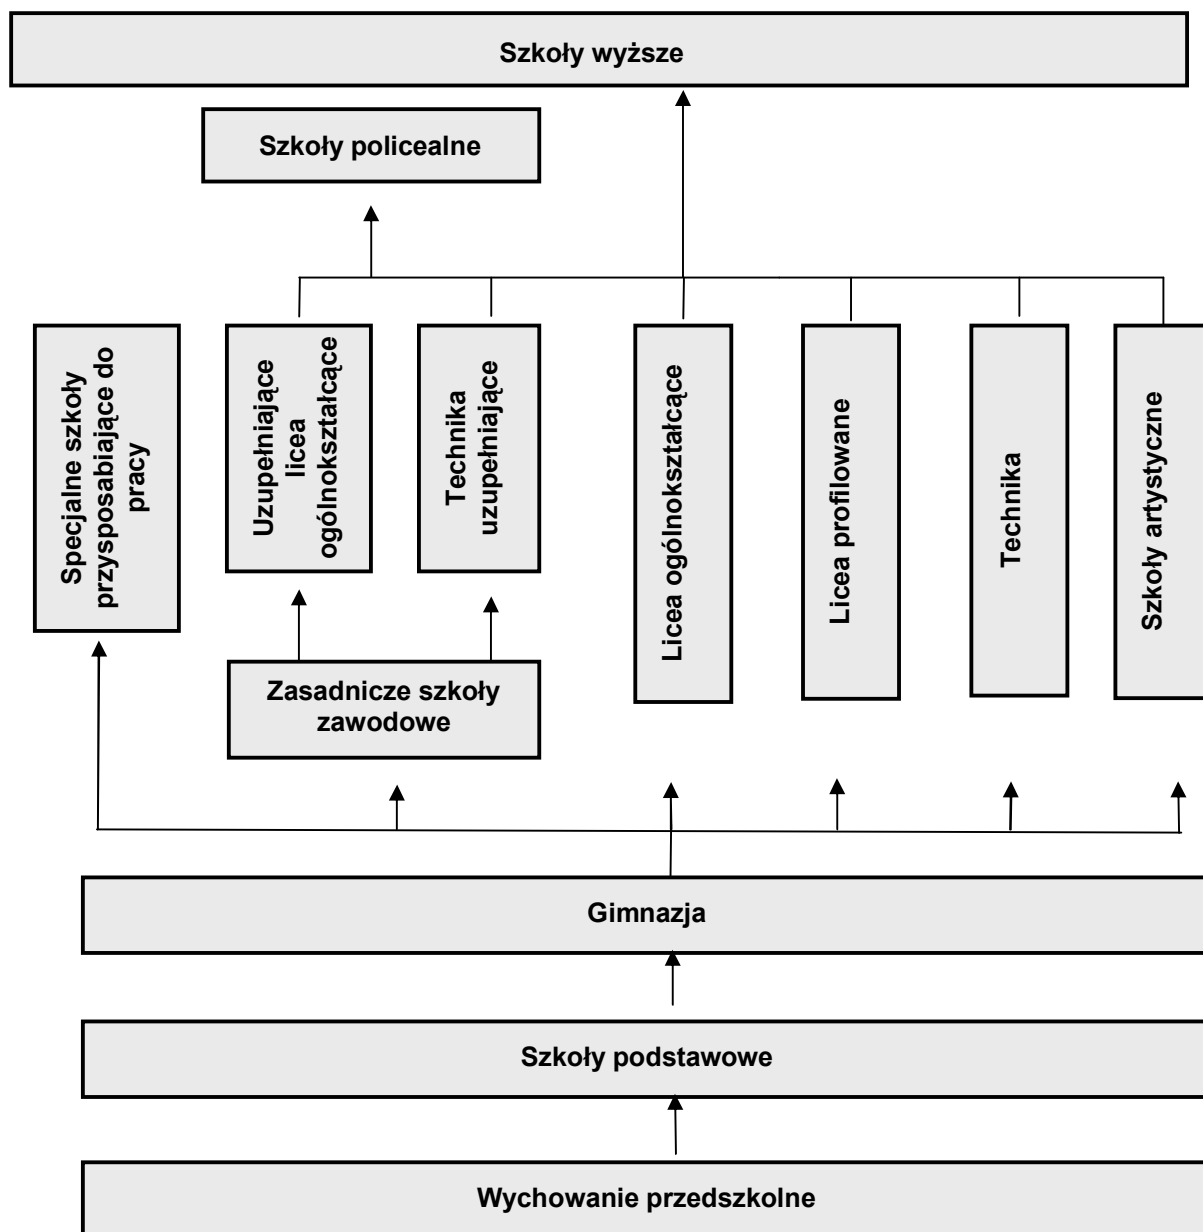 Szkoły wyższe
Szkoły policealne
Specjalne szkoły
przysposabiające do
pracy
Uzupełniające
licea
ogólnokształcące
Technika
uzupełniające
Licea ogólnokształcące
Licea profilowane
Technika
Szkoły artystyczne
Zasadnicze szkoły
zawodowe
Gimnazja
Szkoły podstawowe
Wychowanie przedszkolne